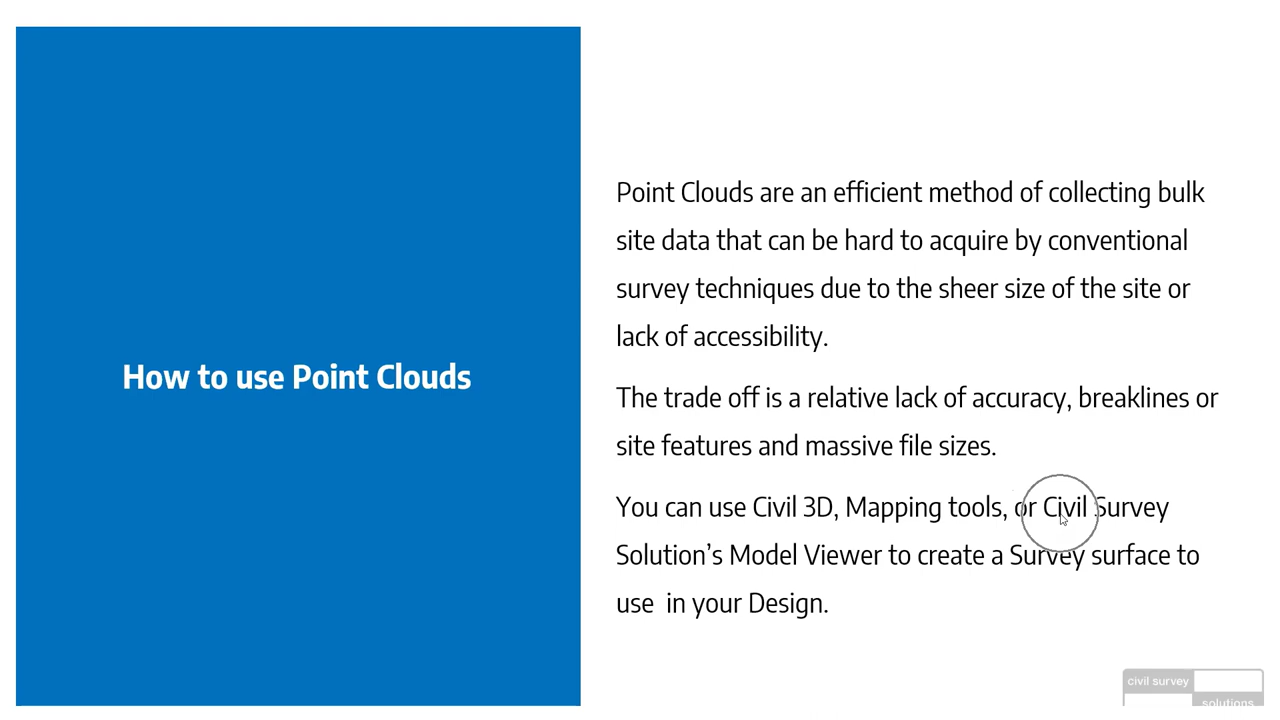 How to use Point Clouds
Point Clouds are an efficient method of collecting bulk
site data that can be hard to acquire by conventional
survey techniques due to the sheer size of the site or
lack of accessibility.
The trade off is a relative lack of accuracy, breaklines or
site features and massive file sizes.
You can use Civil 3D, Mapping tools, or Civil Survey
Solution’s Model Viewer to create a Survey surface to
use  in your Design.
civil survey
solutions